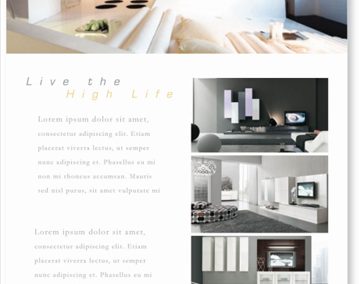 Live the
High Life
Lorem ipsum dolor sit amet,
consectetur adipiscing elit. Etiam
placerat viverra lectus, ut sagittis
nunc adipiscing et. Phasellus eu mi
non mi rhoncus accumsan. Mauris
sed nisl purus, sit amet vulputate mi
Lorem ipsum dolor sit amet,
consectetur adipiscing elit. Etiam
placerat viverra lectus, ut sagittis
nunc adipiscing et. Phasellus eu mi